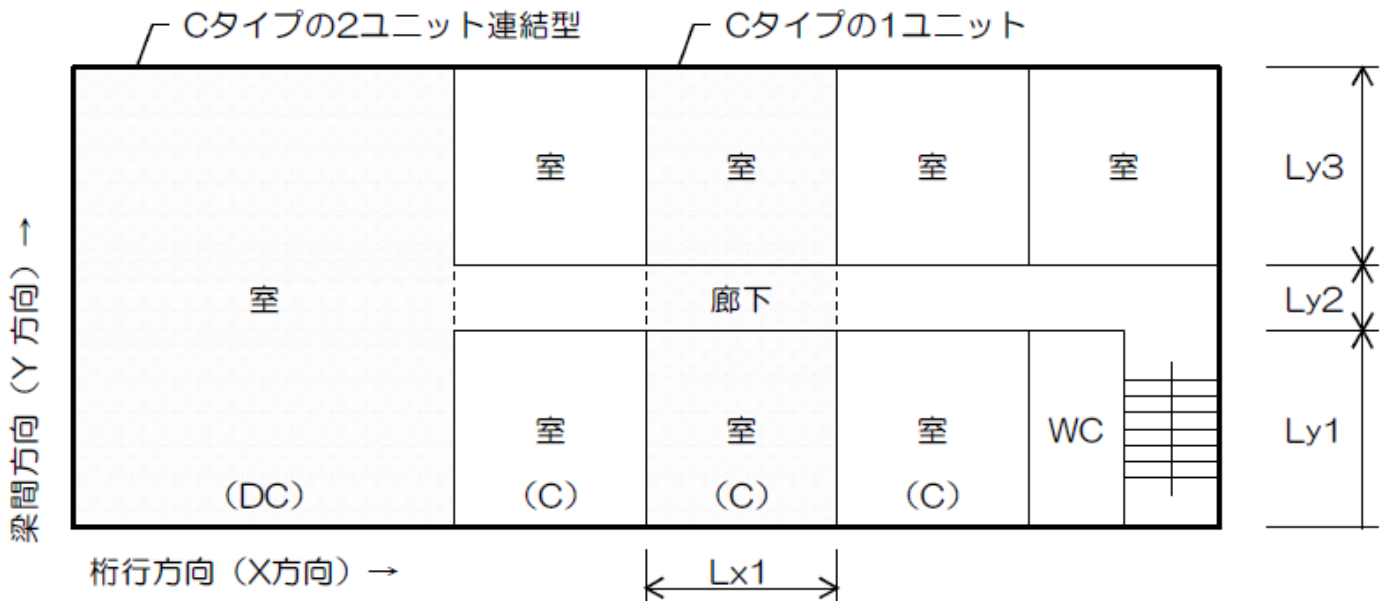 Cタイプの2ユニット連結型
Cタイプの1ユニット
室
室
室
室
Ly3
梁間方向（Y 方向）→
室
廊下
Ly2
室
室
室
WC
Ly1
（DC）
（C）
（C）
（C）
桁行方向（X方向）→
Lx1